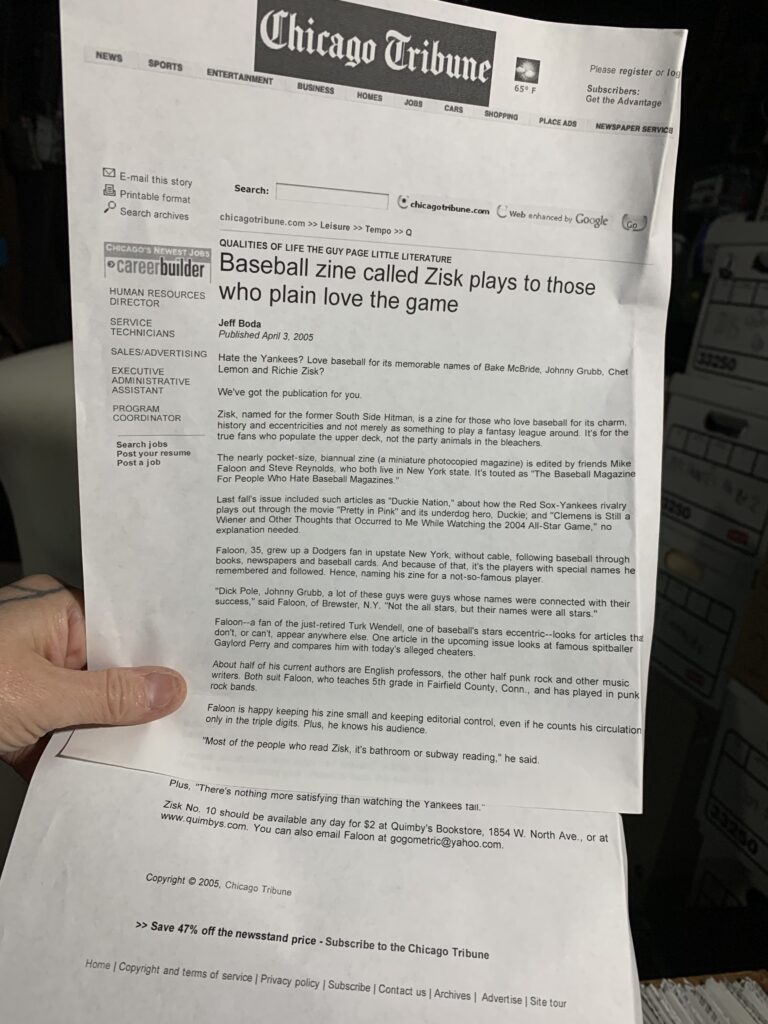 Chicago Tribune
65° F
Please register or log
Subscribers:
Get the Advantage
NEWS SPORTS ENTERTAINMENT BUSINESS HOMES JOBS CARS SHOPPING PLACE ADS NEWSPAPER SERVICES
E-mail this story
Printable format
Search archives
Search: chicagotribune.com Web enhanced by Google Go
chicagotribune.com >> Leisure >> Tempo >> Q
CHICAGO'S NEWEST JOBS
careerbuilder
HUMAN RESOURCES
DIRECTOR
SERVICE
TECHNICIANS
SALES/ADVERTISING
EXECUTIVE
ADMINISTRATIVE
ASSISTANT
PROGRAM
COORDINATOR
Search jobs
Post your resume
Post a job
QUALITIES OF LIFE THE GUY PAGE LITTLE LITERATURE
Baseball zine called Zisk plays to those
who plain love the game
Jeff Boda
Published April 3, 2005
Hate the Yankees? Love baseball for its memorable names of Bake McBride, Johnny Grubb, Chet
Lemon and Richie Zisk?
We've got the publication for you.
Zisk, named for the former South Side Hitman, is a zine for those who love baseball for its charm,
history and eccentricities and not merely as something to play a fantasy league around. It's for the
true fans who populate the upper deck, not the party animals in the bleachers.
The nearly pocket-size, biannual zine (a miniature photocopied magazine) is edited by friends Mike
Faloon and Steve Reynolds, who both live in New York state. It's touted as "The Baseball Magazine
For People Who Hate Baseball Magazines."
Last fall's issue included such articles as "Duckie Nation," about how the Red Sox-Yankees rivalry
plays out through the movie "Pretty in Pink" and its underdog hero, Duckie; and "Clemens is Still a
Wiener and Other Thoughts that Occurred to Me While Watching the 2004 All-Star Game," no
explanation needed.
Faloon, 35, grew up a Dodgers fan in upstate New York, without cable, following baseball through
books, newspapers and baseball cards. And because of that, it's the players with special names he
remembered and followed. Hence, naming his zine for a not-so-famous player.
"Dick Pole, Johnny Grubb, a lot of these guys were guys whose names were connected with their
success," said Faloon, of Brewster, N.Y. "Not the all stars, but their names were all stars."
Faloon--a fan of the just-retired Turk Wendell, one of baseball's stars eccentric--looks for articles tha
don't, or can't, appear anywhere else. One article in the upcoming issue looks at famous spitballer
Gaylord Perry and compares him with today's alleged cheaters.
About half of his current authors are English professors, the other half punk rock and other music
writers. Both suit Faloon, who teaches 5th grade in Fairfield County, Conn., and has played in punk
rock bands.
Faloon is happy keeping his zine small and keeping editorial control, even if he counts his circulation
only in the triple digits. Plus, he knows his audience.
"Most of the people who read Zisk, it's bathroom or subway reading," he said.
Plus, "There's nothing more satisfying than watching the Yankees fail."
Zisk No. 10 should be available any day for $2 at Quimby's Bookstore, 1854 W. North Ave., or at
www.quimbys.com. You can also email Faloon at gogometric@yahoo.com.
Copyright © 2005, Chicago Tribune
>> Save 47% off the newsstand price - Subscribe to the Chicago Tribune
Home | Copyright and terms of service | Privacy policy | Subscribe | Contact us | Archives | Advertise | Site tour
33250